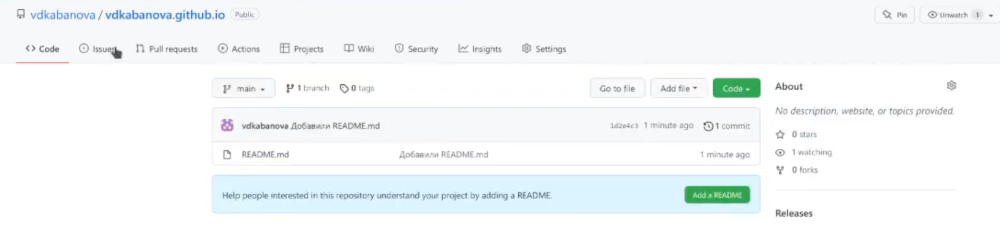 vdkabanova / vdkabanova.github.io Public Pin Unwatch 1
Code Issues Pull requests Actions Projects Wiki Security Insights Settings
main 1 branch 0 tags Go to file Add file Code
vdkabanova Добавили README.md 1d2e4c3 1 minute ago 1 commit
README.md Добавили README.md 1 minute ago
Help people interested in this repository understand your project by adding a README. Add a README
About
No description, website, or topics provided.
0 stars
1 watching
0 forks
Releases